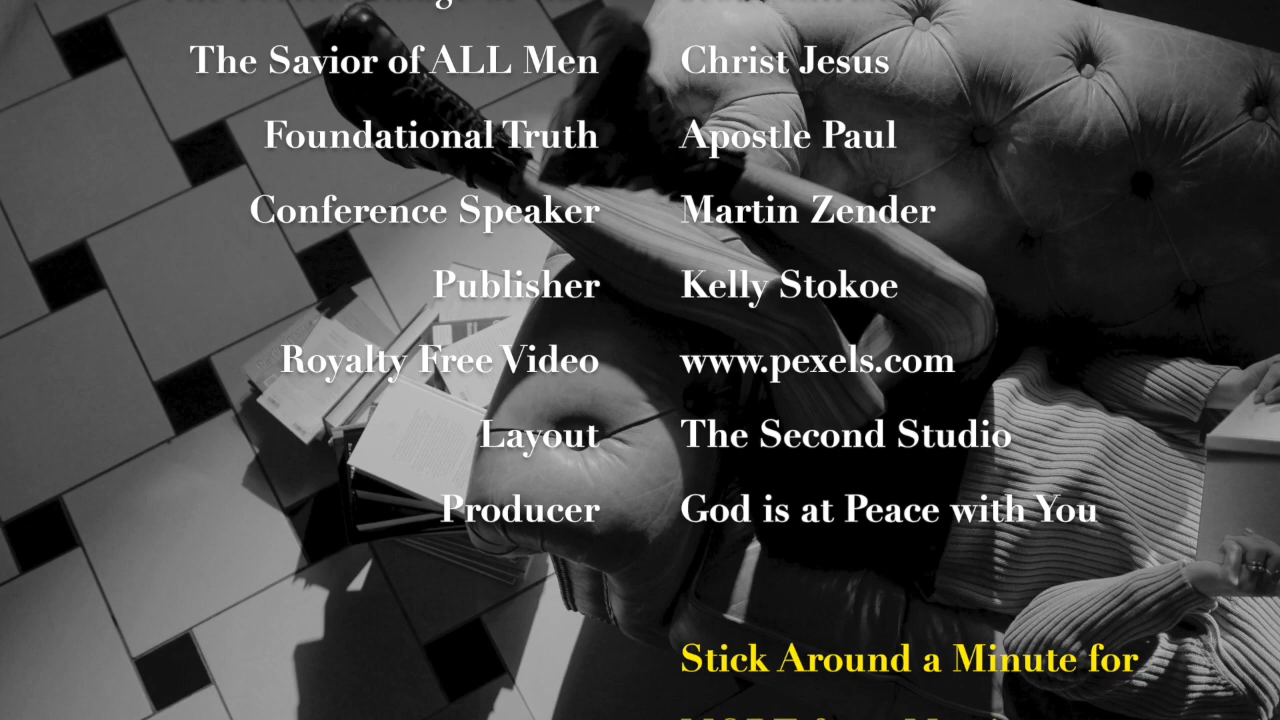 The Savior of ALL Men Christ Jesus
Foundational Truth Apostle Paul
Conference Speaker Martin Zender
Publisher Kelly Stokoe
Royalty Free Video www.pexels.com
Layout The Second Studio
Producer God is at Peace with You
Stick Around a Minute for